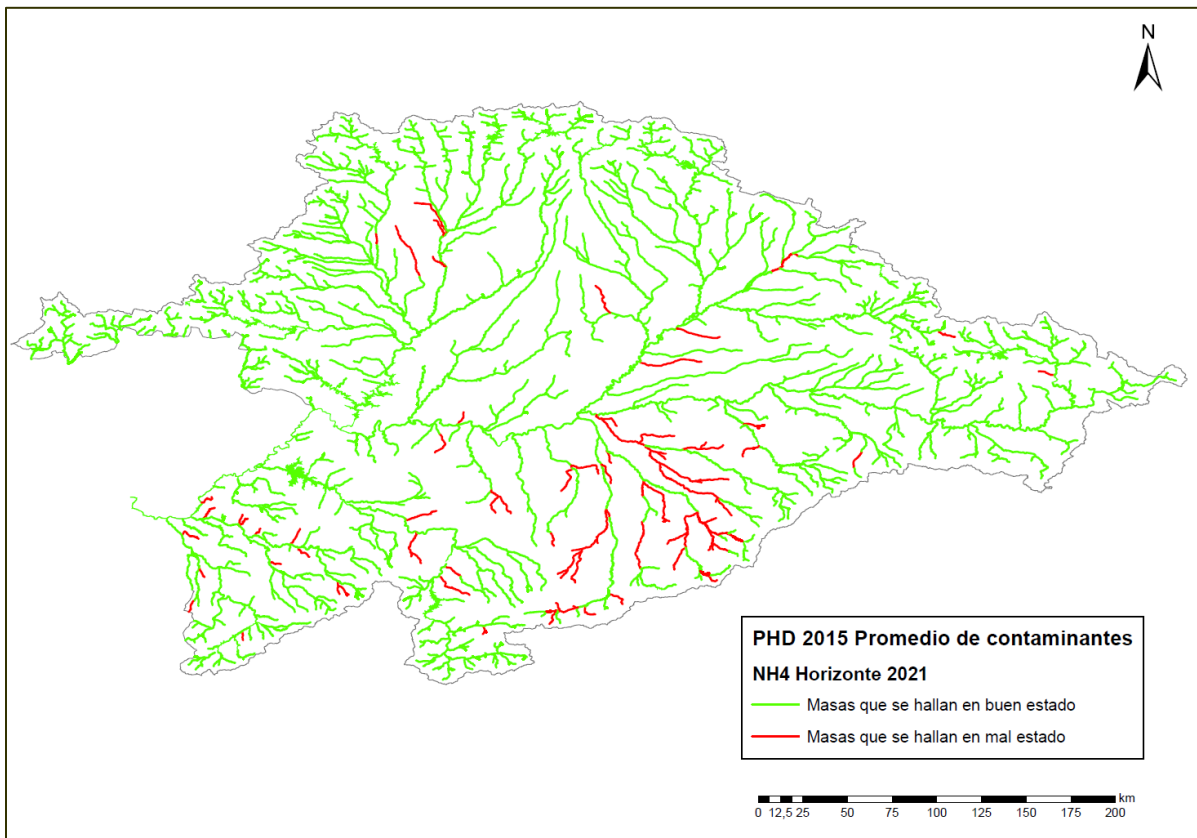 N
PHD 2015 Promedio de contaminantes
NH4 Horizonte 2021
Masas que se hallan en buen estado
Masas que se hallan en mal estado
km
0 12,5 25 50 75 100 125 150 175 200